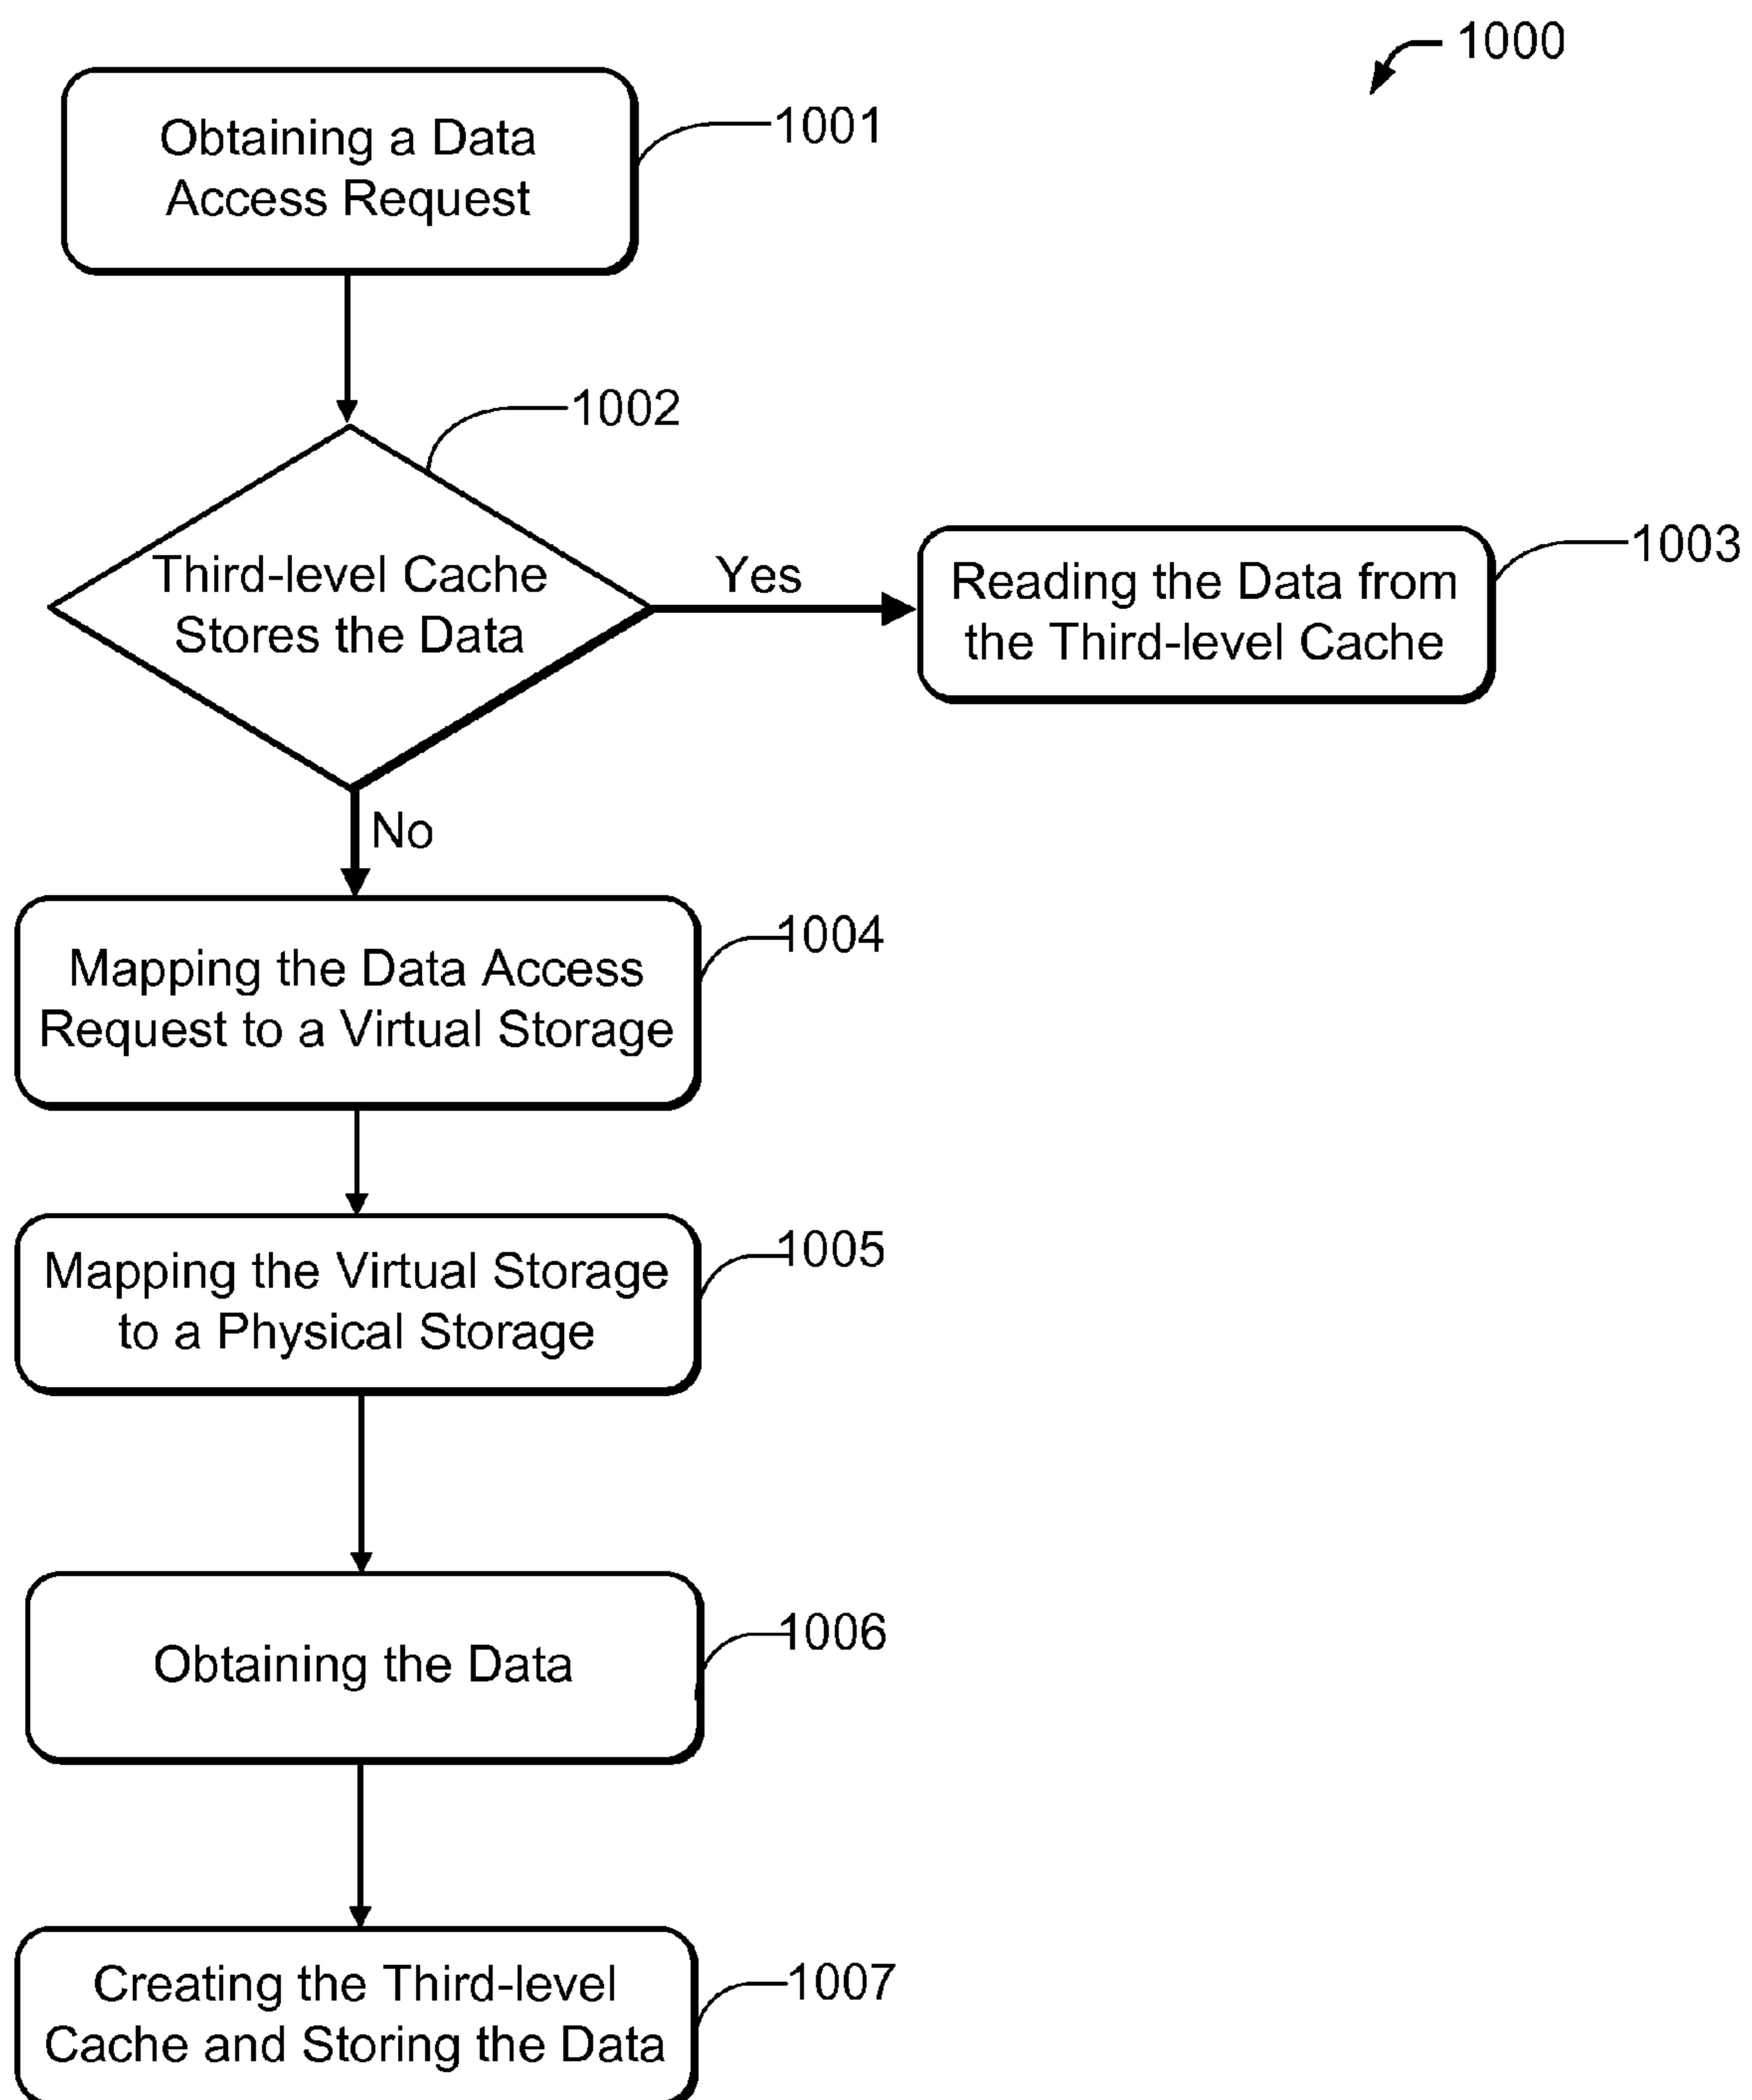 1000
Obtaining a Data
Access Request
1001
1002
Third-level Cache
Stores the Data
Yes
Reading the Data from
the Third-level Cache
1003
No
Mapping the Data Access
Request to a Virtual Storage
1004
Mapping the Virtual Storage
to a Physical Storage
1005
Obtaining the Data
1006
Creating the Third-level
Cache and Storing the Data
1007